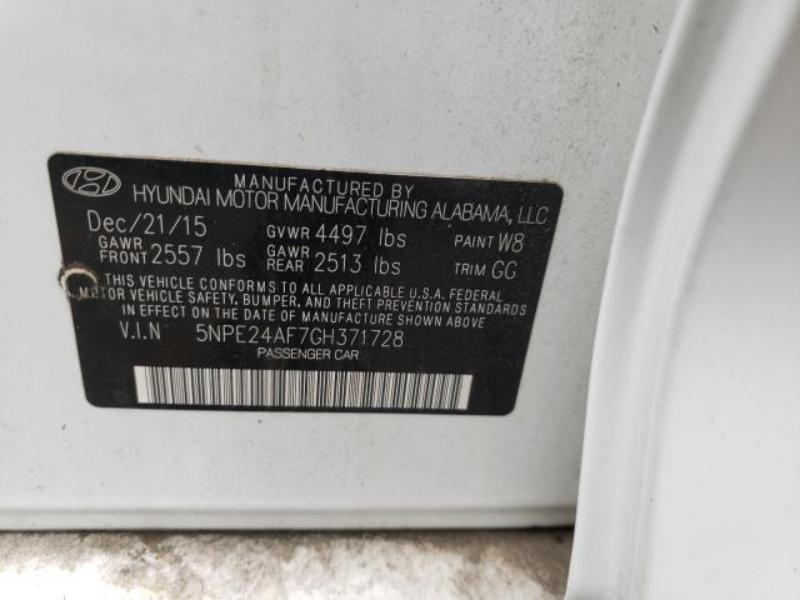 MANUFACTURED BY
HYUNDAI MOTOR MANUFACTURING ALABAMA, LLC
Dec/21/15 GVWR 4497 lbs PAINT W8
GAWR FRONT 2557 lbs GAWR REAR 2513 lbs TRIM GG
THIS VEHICLE CONFORMS TO ALL APPLICABLE U.S.A. FEDERAL
MOTOR VEHICLE SAFETY, BUMPER, AND THEFT PREVENTION STANDARDS
IN EFFECT ON THE DATE OF MANUFACTURE SHOWN ABOVE
V.I.N 5NPE24AF7GH371728
PASSENGER CAR